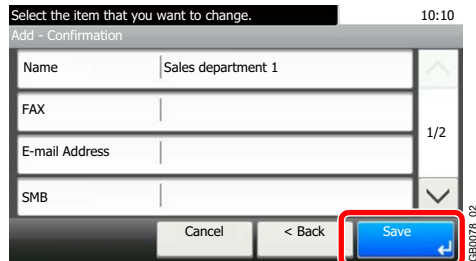 Select the item that you want to change.
10:10
Add - Confirmation
Name
Sales department 1
FAX
E-mail Address
SMB
1/2
Cancel
< Back
Save
GB0078_02